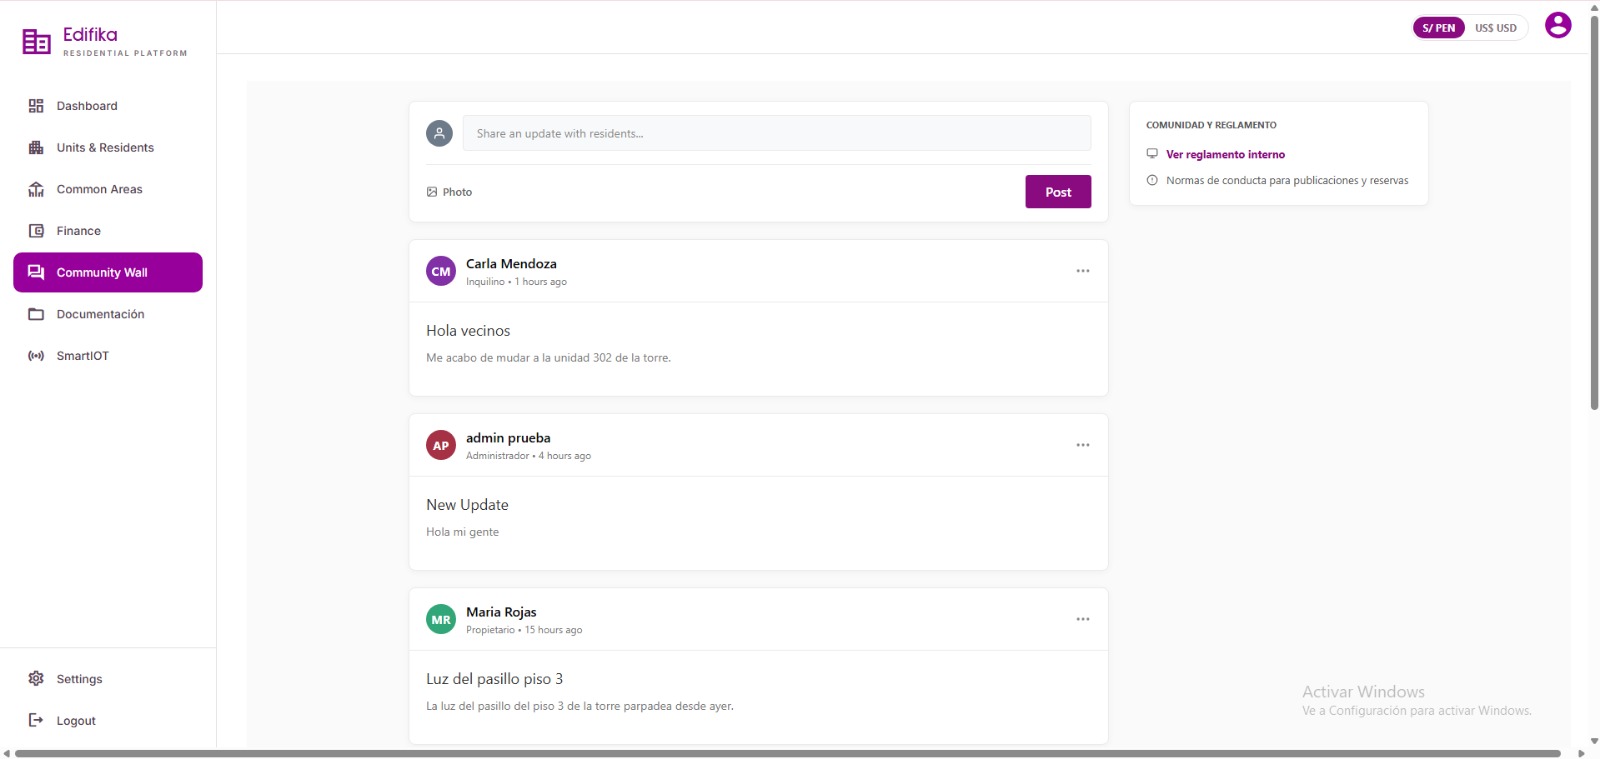 Edifika
RESIDENTIAL PLATFORM
Dashboard
Units & Residents
Common Areas
Finance
Community Wall
Documentación
SmartIOT
Settings
Logout
S/ PEN
US$ USD
Share an update with residents...
Photo
Post
CM
Carla Mendoza
Inquilino • 1 hours ago
Hola vecinos
Me acabo de mudar a la unidad 302 de la torre.
AP
admin prueba
Administrador • 4 hours ago
New Update
Hola mi gente
MR
Maria Rojas
Propietario • 15 hours ago
Luz del pasillo piso 3
La luz del pasillo del piso 3 de la torre parpadea desde ayer.
COMUNIDAD Y REGLAMENTO
Ver reglamento interno
Normas de conducta para publicaciones y reservas
Activar Windows
Ve a Configuración para activar Windows.